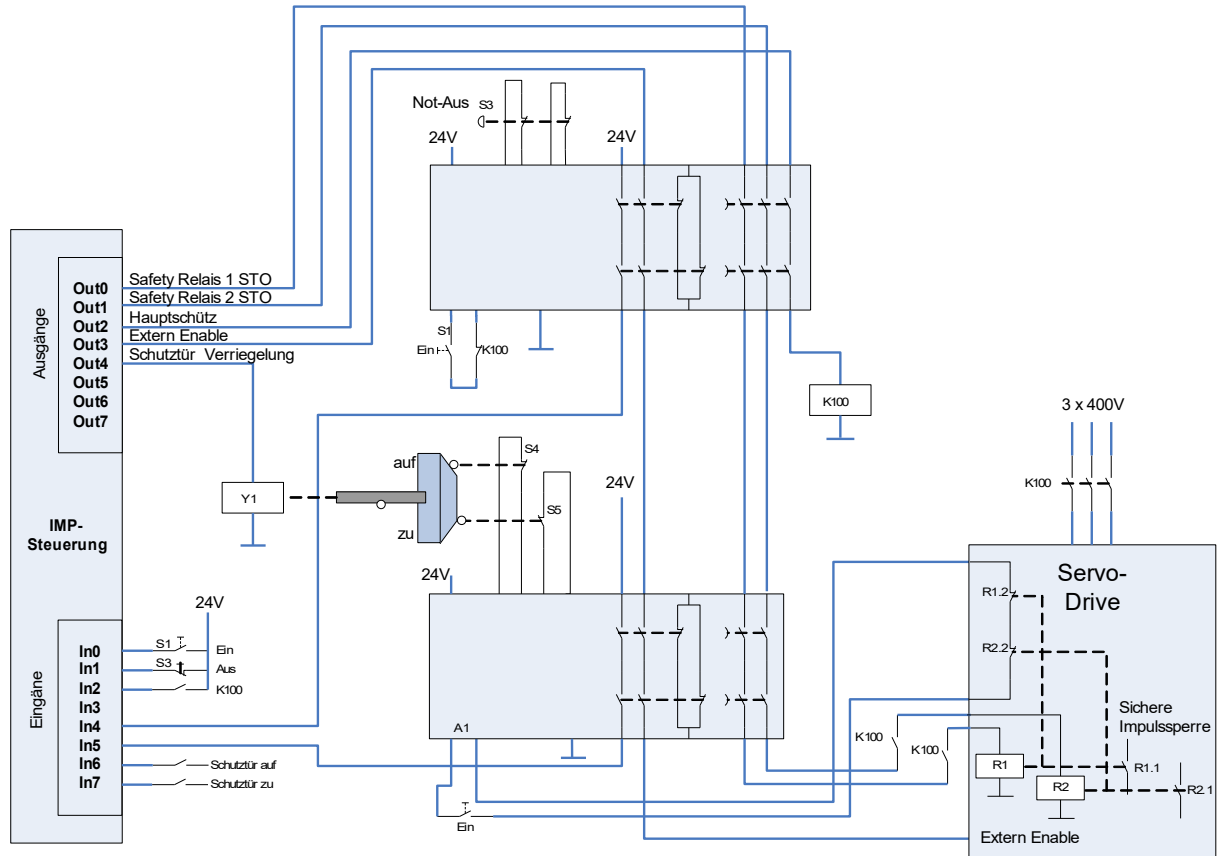 Not-Aus S3
24V
24V
Ausgänge
Out0
Out1
Out2
Out3
Out4
Out5
Out6
Out7
Safety Relais 1 STO
Safety Relais 2 STO
Hauptschütz
Extern Enable
Schutztür Verriegelung
S1
Ein
K100
K100
3 x 400V
K100
auf
zu
S4
S5
24V
Y1
IMP-
Steuerung
24V
24V
Eingäne
In0
In1
In2
In3
In4
In5
In6
In7
S1
Ein
S3
Aus
K100
Schutztür auf
Schutztür zu
A1
Ein
K100
K100
Servo-
Drive
R1.2
R2.2
Sichere
Impulssperre
R1
R1.1
R2
R2.1
Extern Enable